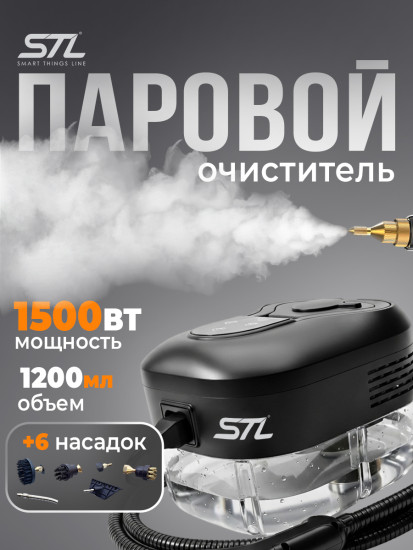 STL
SMART THINGS LINE
ПАРОВОЙ
очиститель
1500вт
мощность
1200мл
объем
+6 насадок
STL